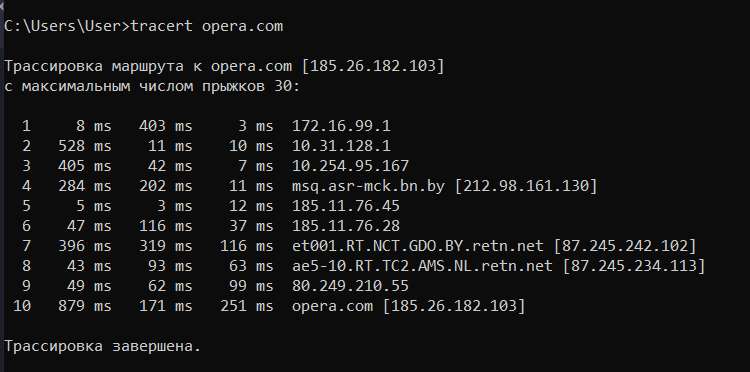 C:\Users\User>tracert opera.com
Трассировка маршрута к opera.com [185.26.182.103]
с максимальным числом прыжков 30:
1 8 ms 403 ms 3 ms 172.16.99.1
2 528 ms 11 ms 10 ms 10.31.128.1
3 405 ms 42 ms 7 ms 10.254.95.167
4 284 ms 202 ms 11 ms msq.asr-mck.bn.by [212.98.161.130]
5 5 ms 3 ms 12 ms 185.11.76.45
6 47 ms 116 ms 37 ms 185.11.76.28
7 396 ms 319 ms 116 ms et001.RT.NCT.GDO.BY.retn.net [87.245.242.102]
8 43 ms 93 ms 63 ms ae5-10.RT.TC2.AMS.NL.retn.net [87.245.234.113]
9 49 ms 62 ms 99 ms 80.249.210.55
10 879 ms 171 ms 251 ms opera.com [185.26.182.103]
Трассировка завершена.